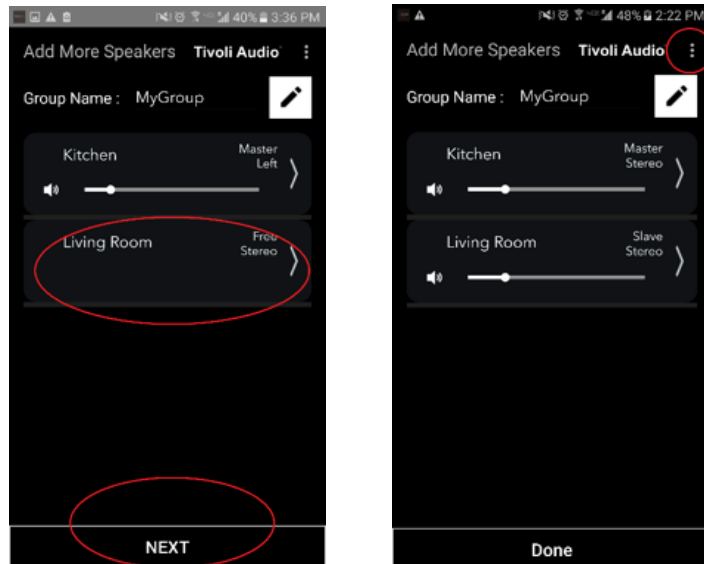 40% 3:36 PM
Add More Speakers Tivoli Audio
Group Name : MyGroup
Kitchen
Master
Left
Living Room
Free
Stereo
NEXT
48% 2:22 PM
Add More Speakers Tivoli Audio
Group Name : MyGroup
Kitchen
Master
Stereo
Living Room
Slave
Stereo
Done